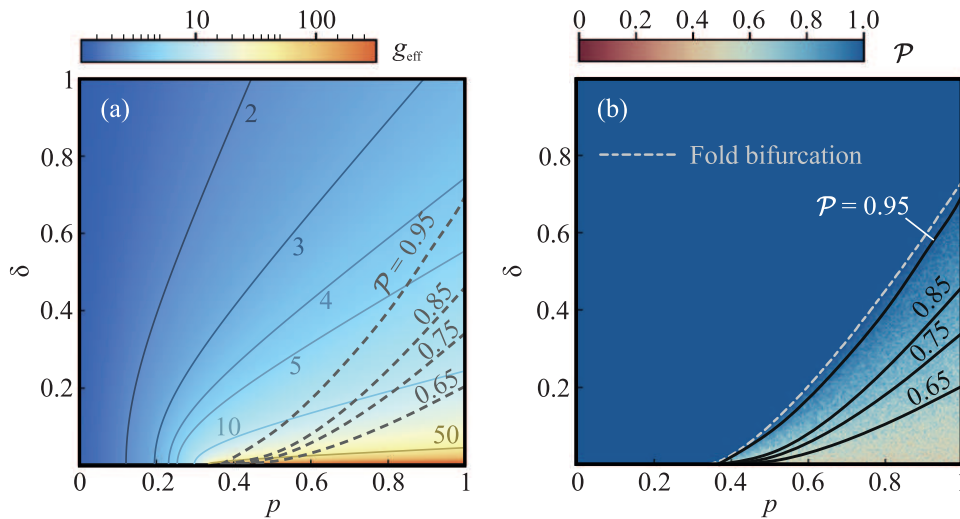 10 100
g_eff
0 0.2 0.4 0.6 0.8 1.0
𝒫
(a)
2
3
4
5
10
50
𝒫 = 0.95
0.85
0.75
0.65
1
0.8
0.6
0.4
0.2
δ
0 0.2 0.4 0.6 0.8 1
p
(b)
Fold bifurcation
𝒫 = 0.95
0.85
0.75
0.65
0.8
0.6
0.4
0.2
δ
0 0.2 0.4 0.6 0.8 1
p